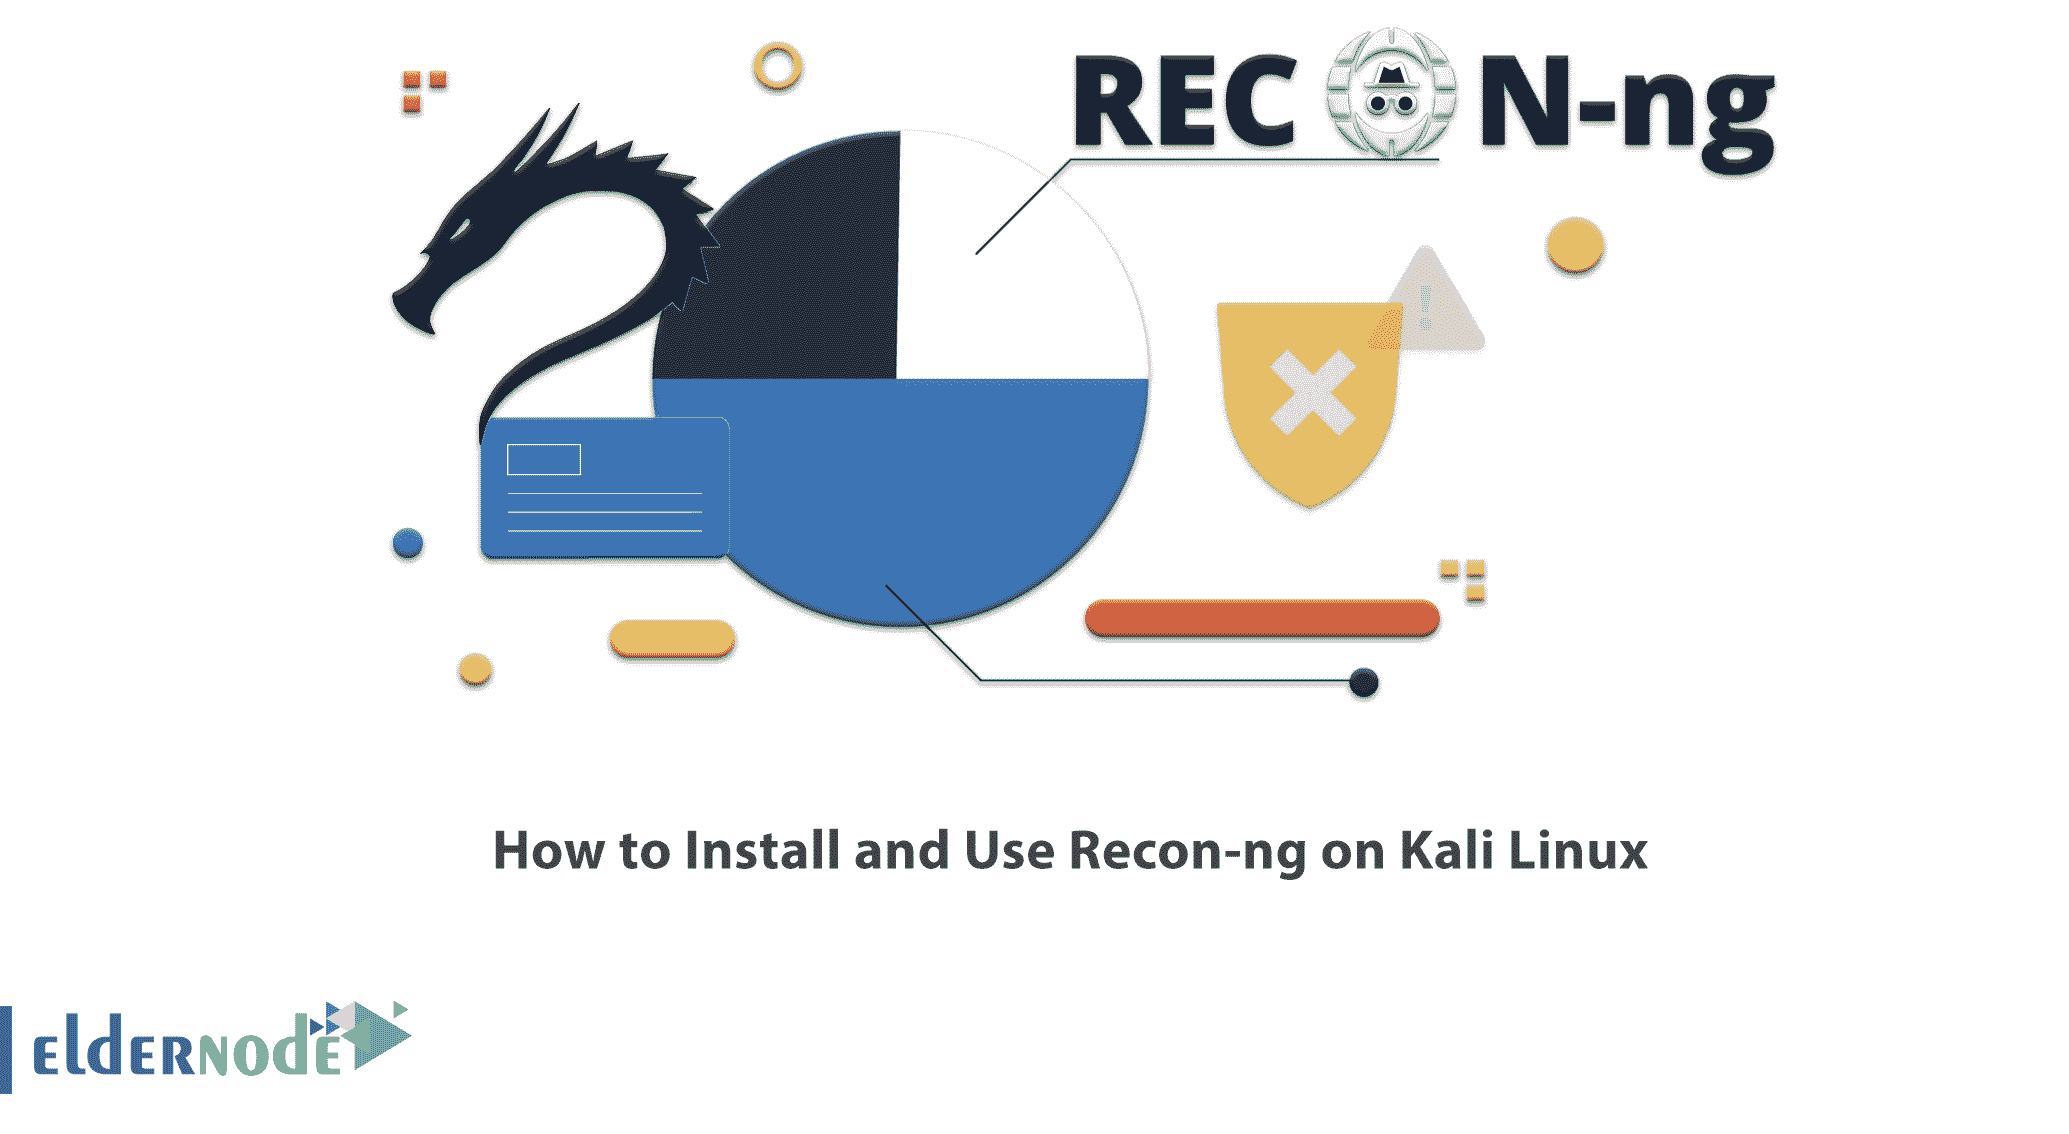 RECON-ng
!
How to Install and Use Recon-ng on Kali Linux
ELDERNODE